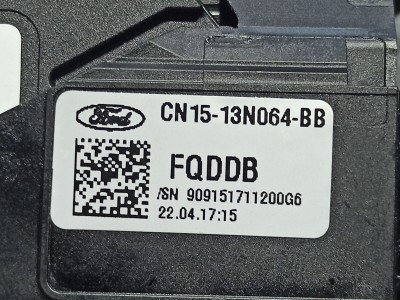 Ford
CN15-13N064-BB
FQDDB
/SN 909151711200G6
22.04.17:15